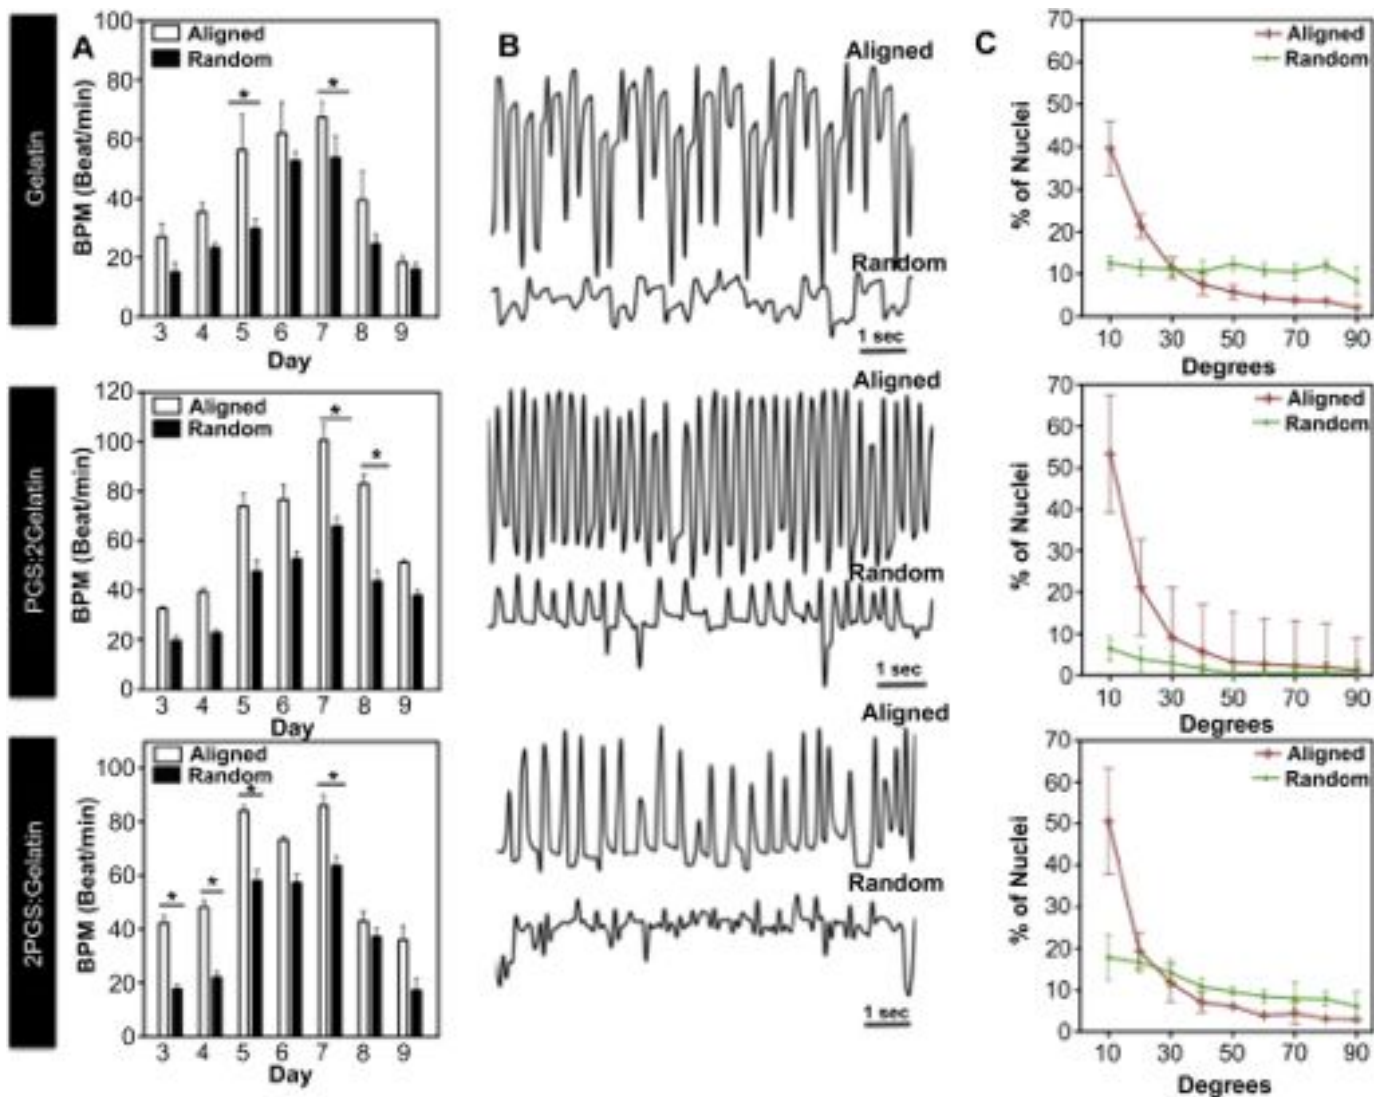 Gelatin
A
BPM (Beat/min)
100
80
60
40
20
0
Aligned
Random
*
*
3 4 5 6 7 8 9
Day
B
Aligned
Random
1 sec
C
% of Nuclei
70
60
50
40
30
20
10
0
Aligned
Random
10 30 50 70 90
Degrees
PGS:2Gelatin
BPM (Beat/min)
120
100
80
60
40
20
0
Aligned
Random
*
*
3 4 5 6 7 8 9
Day
Aligned
Random
1 sec
% of Nuclei
70
60
50
40
30
20
10
0
Aligned
Random
10 30 50 70 90
Degrees
2PGS:Gelatin
BPM (Beat/min)
100
80
60
40
20
0
Aligned
Random
*
*
*
*
3 4 5 6 7 8 9
Day
Aligned
Random
1 sec
% of Nuclei
70
60
50
40
30
20
10
0
Aligned
Random
10 30 50 70 90
Degrees